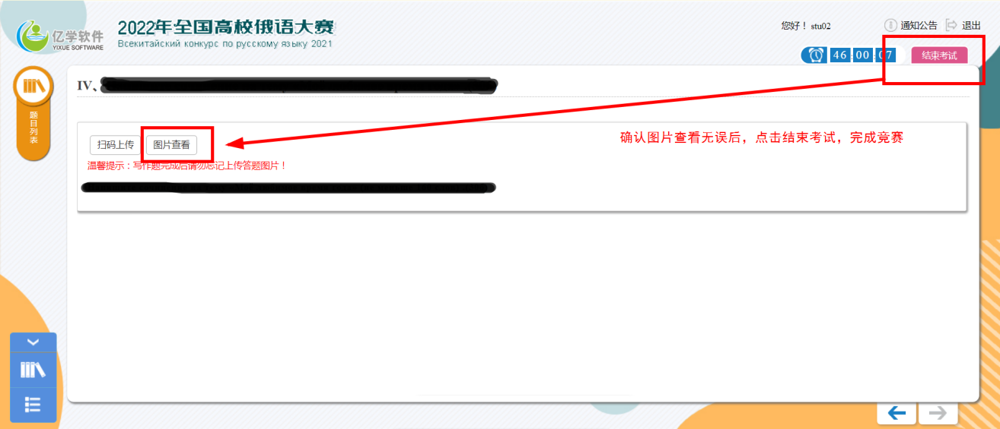 亿学软件
YIXUE SOFTWARE
2022年全国高校俄语大赛
Всекитайский конкурс по русскому языку 2021
您好！ stu02
通知公告
退出
46:00:07
结束考试
题目列表
IV、
扫码上传
图片查看
确认图片查看无误后，点击结束考试，完成竞赛
温馨提示：写作题完成后请勿忘记上传答题图片！